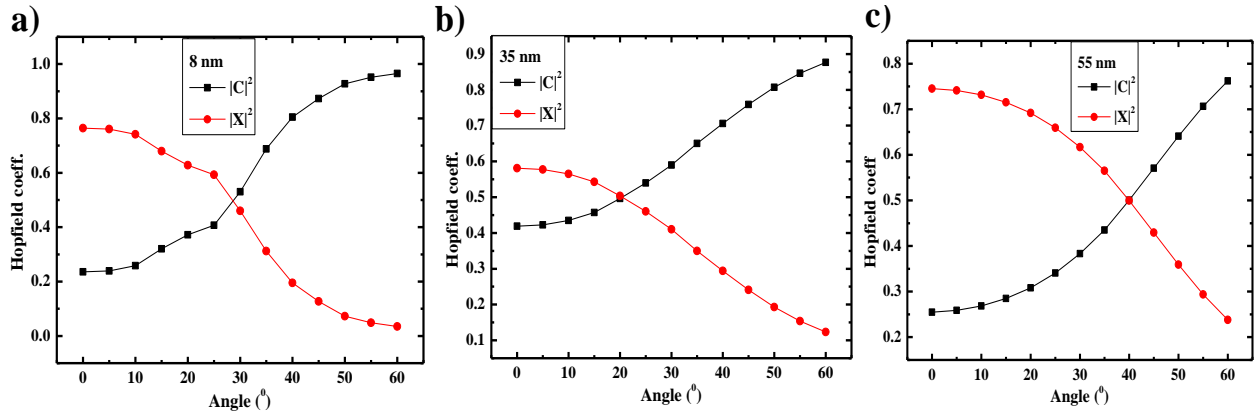 a)
8 nm
|C|²
|X|²
Hopfield coeff.
1.0
0.8
0.6
0.4
0.2
0.0
0 10 20 30 40 50 60
Angle (⁰)
b)
35 nm
|C|²
|X|²
Hopfield coeff.
0.9
0.8
0.7
0.6
0.5
0.4
0.3
0.2
0.1
0 10 20 30 40 50 60
Angle (⁰)
c)
55 nm
|C|²
|X|²
Hopfield coeff
0.8
0.7
0.6
0.5
0.4
0.3
0.2
0 10 20 30 40 50 60
Angle (⁰)